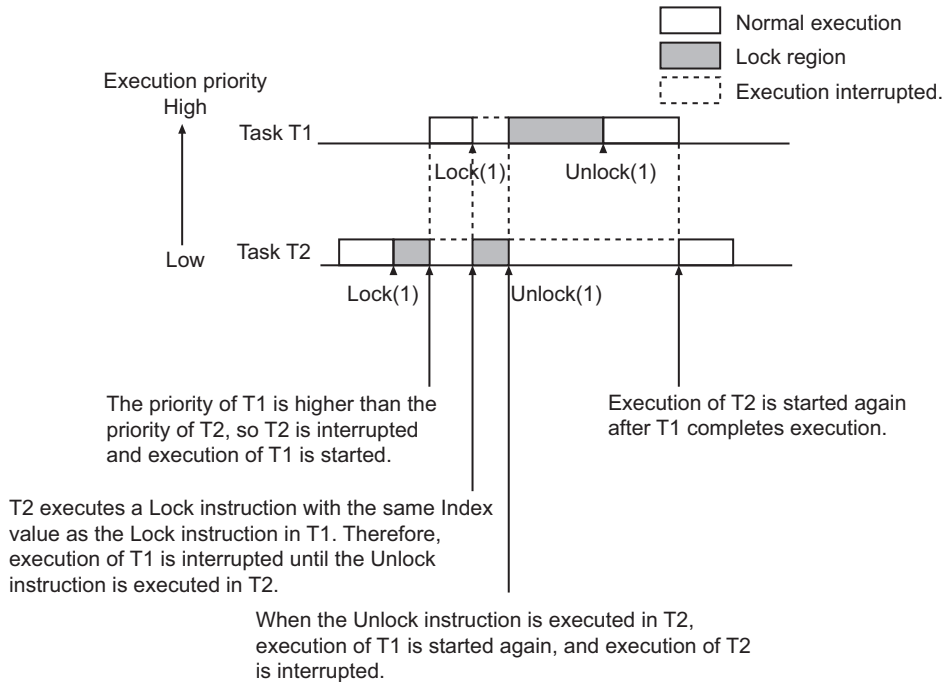 Normal execution
Lock region
Execution interrupted.
Execution priority
High
Task T1
Lock(1)
Unlock(1)
Low
Task T2
Lock(1)
Unlock(1)
The priority of T1 is higher than the
priority of T2, so T2 is interrupted
and execution of T1 is started.
Execution of T2 is started again
after T1 completes execution.
T2 executes a Lock instruction with the same Index
value as the Lock instruction in T1. Therefore,
execution of T1 is interrupted until the Unlock
instruction is executed in T2.
When the Unlock instruction is executed in T2,
execution of T1 is started again, and execution of T2
is interrupted.